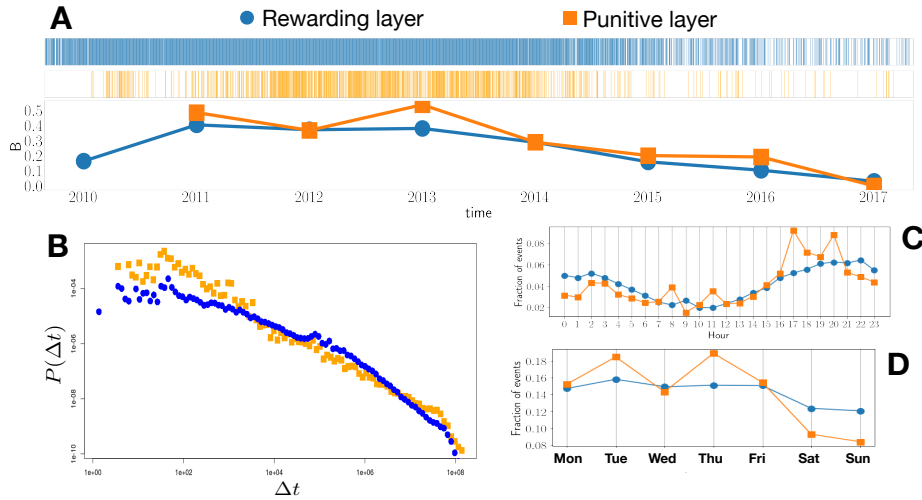 A
Rewarding layer
Punitive layer
0.5
0.4
0.3
0.2
0.1
0.0
B
2010 2011 2012 2013 2014 2015 2016 2017
time
B
P(Δt)
1e-04
1e-06
1e-08
1e-10
1e+00 1e+02 1e+04 1e+06 1e+08
Δt
C
Fraction of events
0.08
0.06
0.04
0.02
0 1 2 3 4 5 6 7 8 9 10 11 12 13 14 15 16 17 18 19 20 21 22 23
Hour
D
Fraction of events
0.18
0.16
0.14
0.12
0.10
0.08
Mon Tue Wed Thu Fri Sat Sun